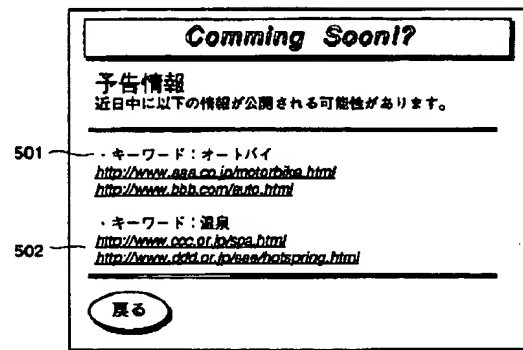 Comming Soon!?
予告情報
近日中に以下の情報が公開される可能性があります。
501
・キーワード：オートバイ
http://www.aaa.co.jp/motorbike.html
http://www.bbb.com/auto.html
・キーワード：温泉
http://www.ccc.or.jp/spa.html
502
http://www.ddd.or.jp/eee/hotspring.html
戻る